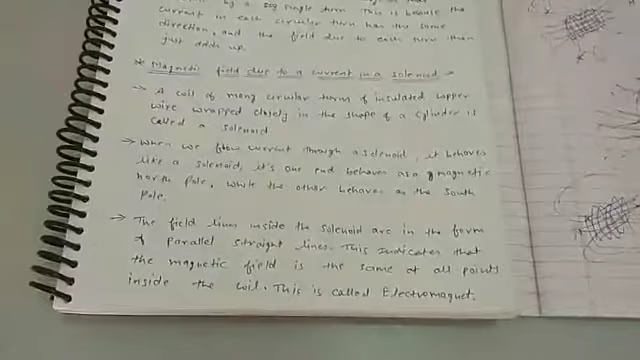 by a single turn. This is because the
current in each circular turn has the same
direction, and the field due to each turn then
just adds up.
* Magnetic field due to a current in a solenoid →
→ A coil of many circular turns of insulated copper
wire wrapped closely in the shape of a cylinder is
called a solenoid
→ When we flow current through a solenoid, it behaves
like a solenoid, it's one end behaves as a magnetic
north pole, while the other behaves as the south
Pole.
→ The field lines inside the solenoid are in the form
of parallel straight lines. This indicates that
the magnetic field is the same at all points
inside the coil. This is called Electromagnet.